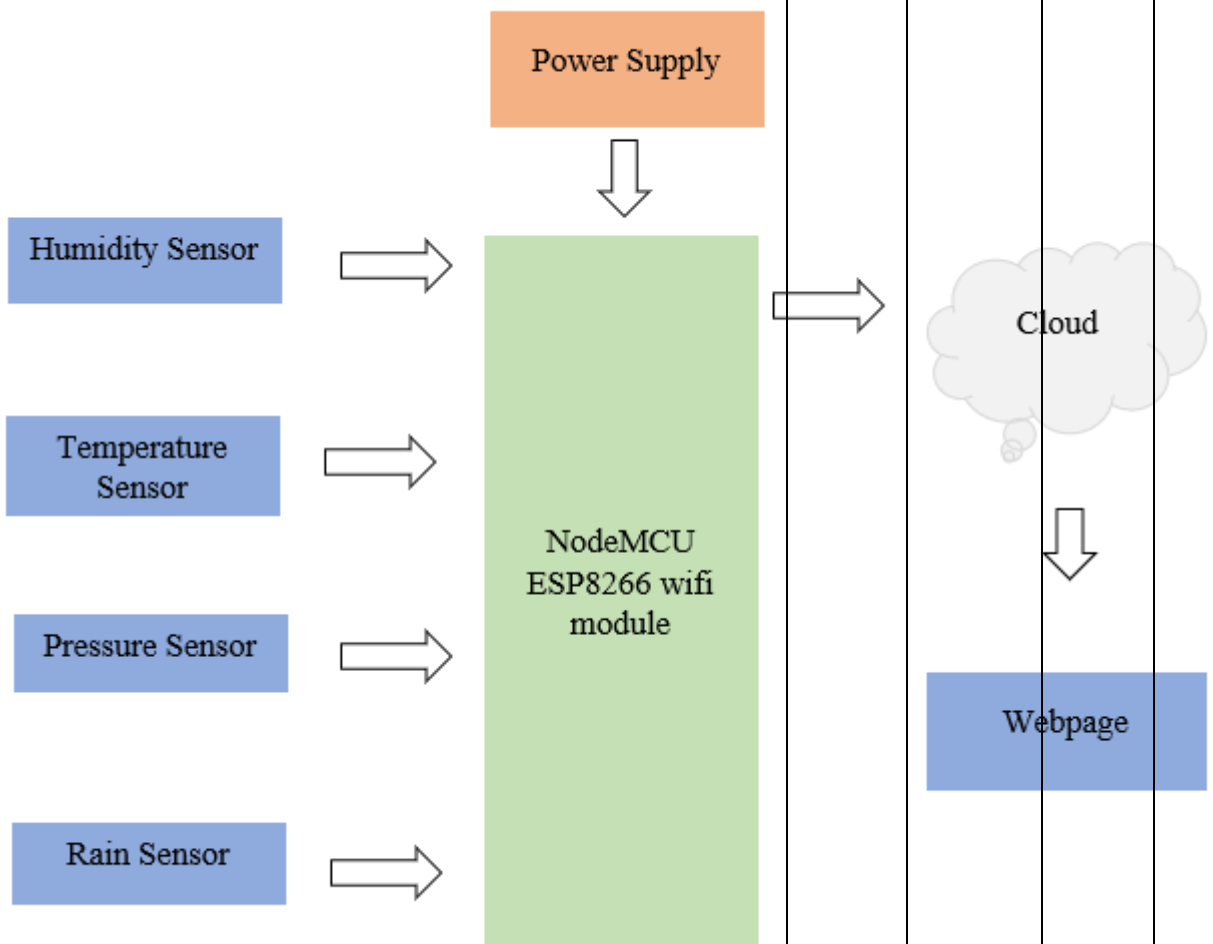 Power Supply
Humidity Sensor
Cloud
Temperature
Sensor
NodeMCU
ESP8266 wifi
module
Pressure Sensor
Webpage
Rain Sensor